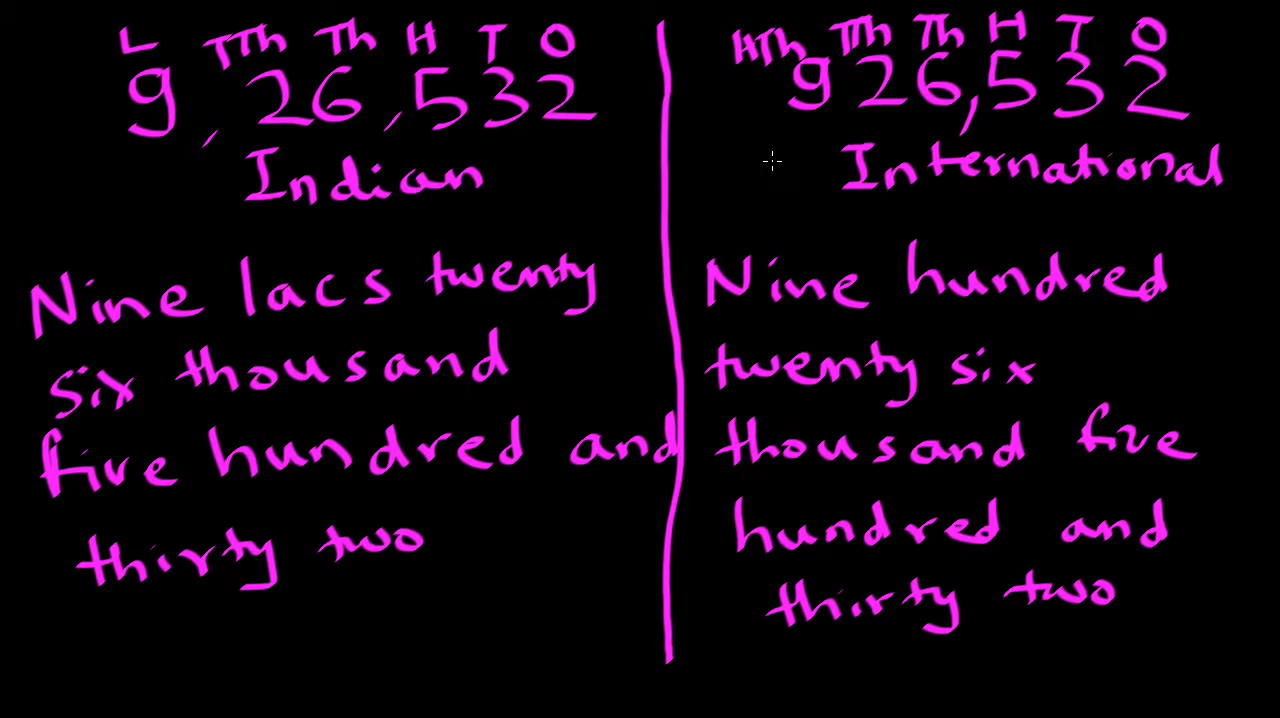 L TTh Th H T O
9,26,532
Indian
Nine lacs twenty
six thousand
five hundred and
thirty two
HTh TTh Th H T O
926,532
International
Nine hundred
twenty six
thousand five
hundred and
thirty two